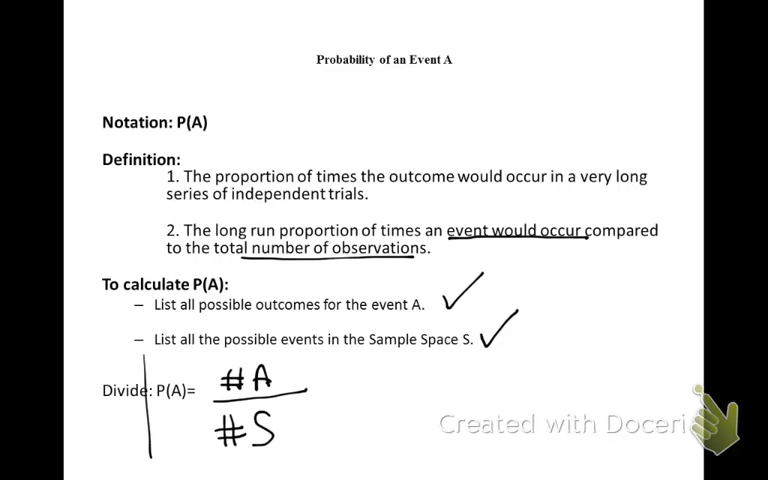 Probability of an Event A
Notation: P(A)
Definition:
1. The proportion of times the outcome would occur in a very long
series of independent trials.
2. The long run proportion of times an event would occur compared
to the total number of observations.
To calculate P(A):
– List all possible outcomes for the event A.
– List all the possible events in the Sample Space S.
#A
Divide: P(A)=
#S
Created with Doceri